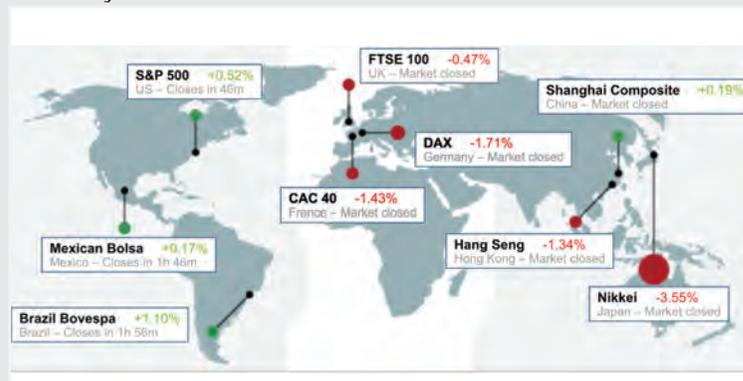 FTSE 100 -0.47%
UK – Market closed
S&P 500 +0.52%
US – Closes in 46m
Shanghai Composite +0.19%
China – Market closed
DAX -1.71%
Germany – Market closed
CAC 40 -1.43%
France – Market closed
Mexican Bolsa +0.17%
Mexico – Closes in 1h 46m
Hang Seng -1.34%
Hong Kong – Market closed
Nikkei -3.55%
Japan – Market closed
Brazil Bovespa +1.10%
Brazil – Closes in 1h 56m